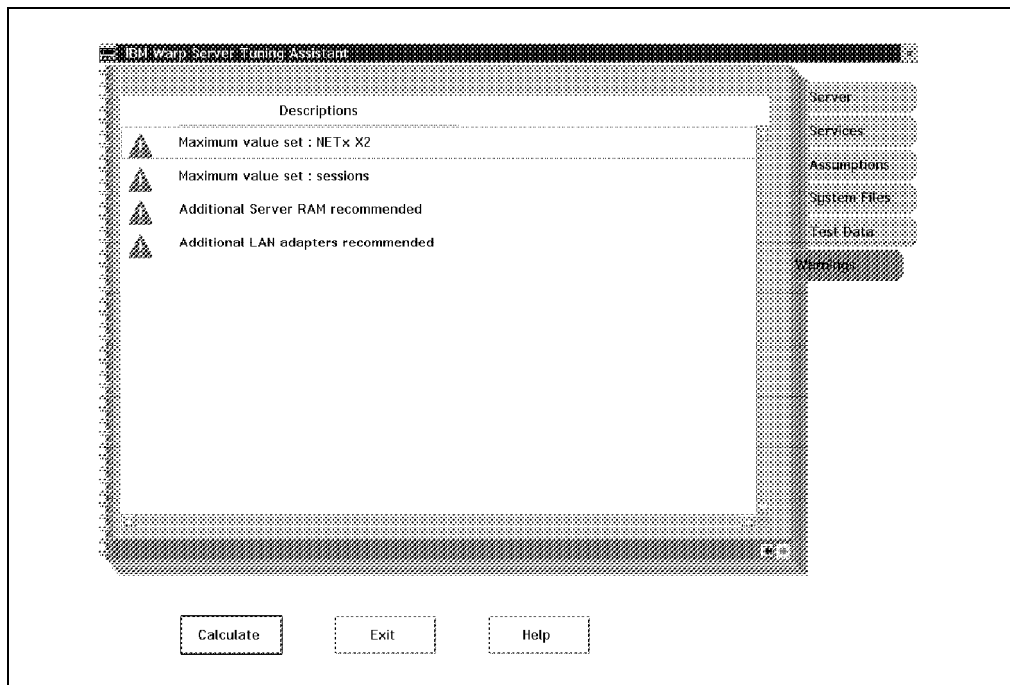 IBM Warp Server Tuning Assistant
Descriptions
Maximum value set : NETx X2
Maximum value set : sessions
Additional Server RAM recommended
Additional LAN adapters recommended
Server
Services
Assumptions
System Files
Test Data
Warnings
Calculate
Exit
Help